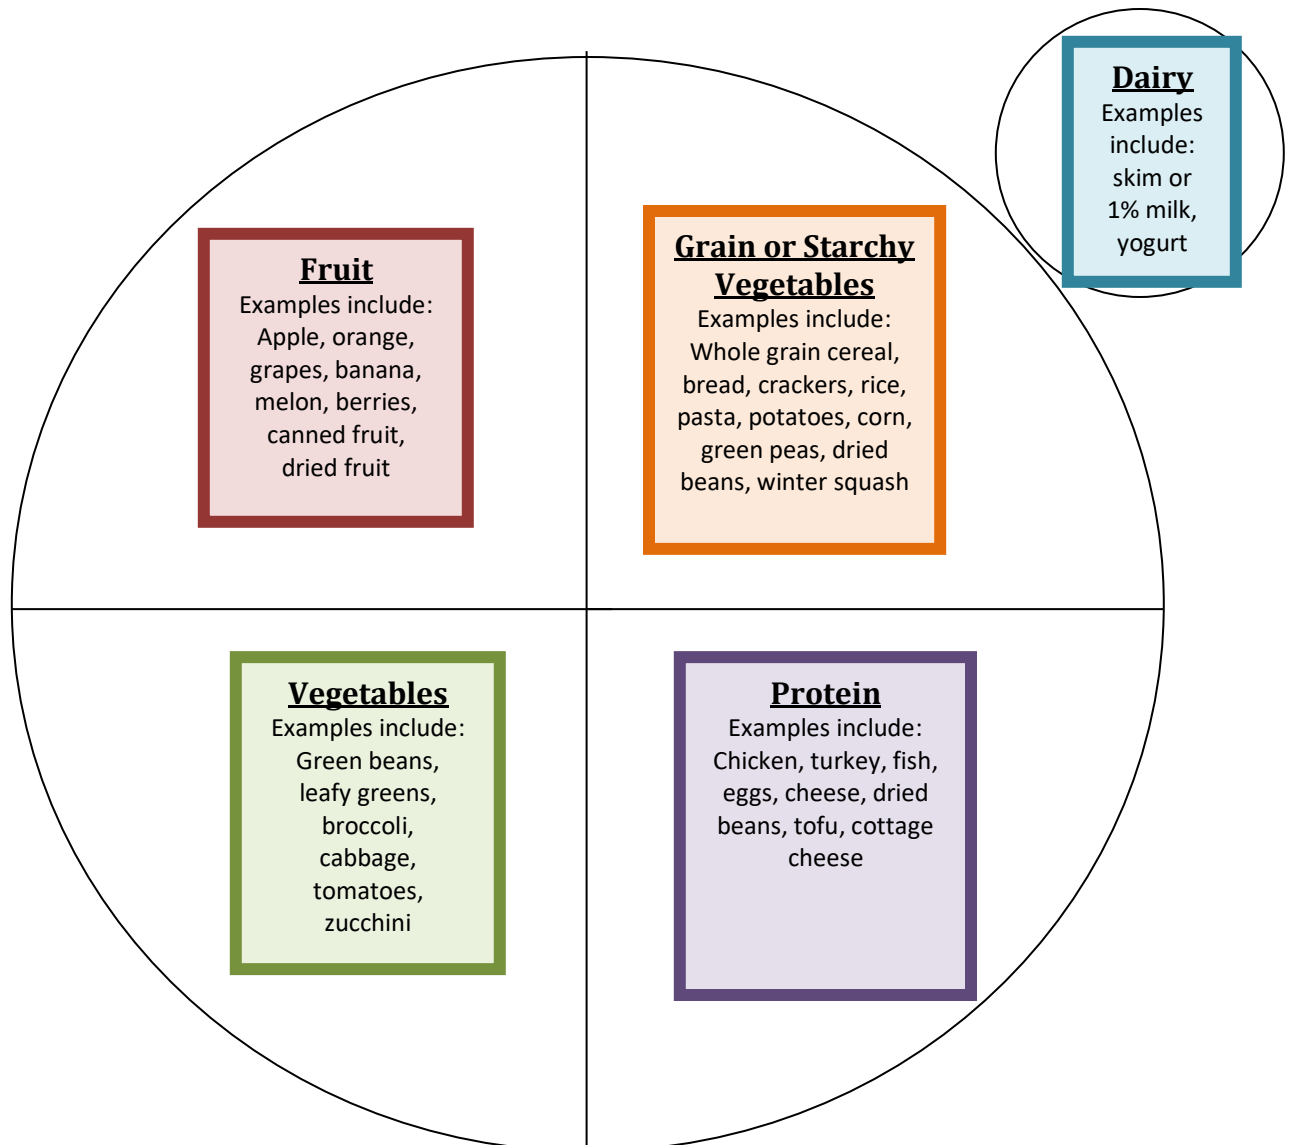 Dairy
Examples
include:
skim or
1% milk,
yogurt
Fruit
Examples include:
Apple, orange,
grapes, banana,
melon, berries,
canned fruit,
dried fruit
Grain or Starchy
Vegetables
Examples include:
Whole grain cereal,
bread, crackers, rice,
pasta, potatoes, corn,
green peas, dried
beans, winter squash
Vegetables
Examples include:
Green beans,
leafy greens,
broccoli,
cabbage,
tomatoes,
zucchini
Protein
Examples include:
Chicken, turkey, fish,
eggs, cheese, dried
beans, tofu, cottage
cheese